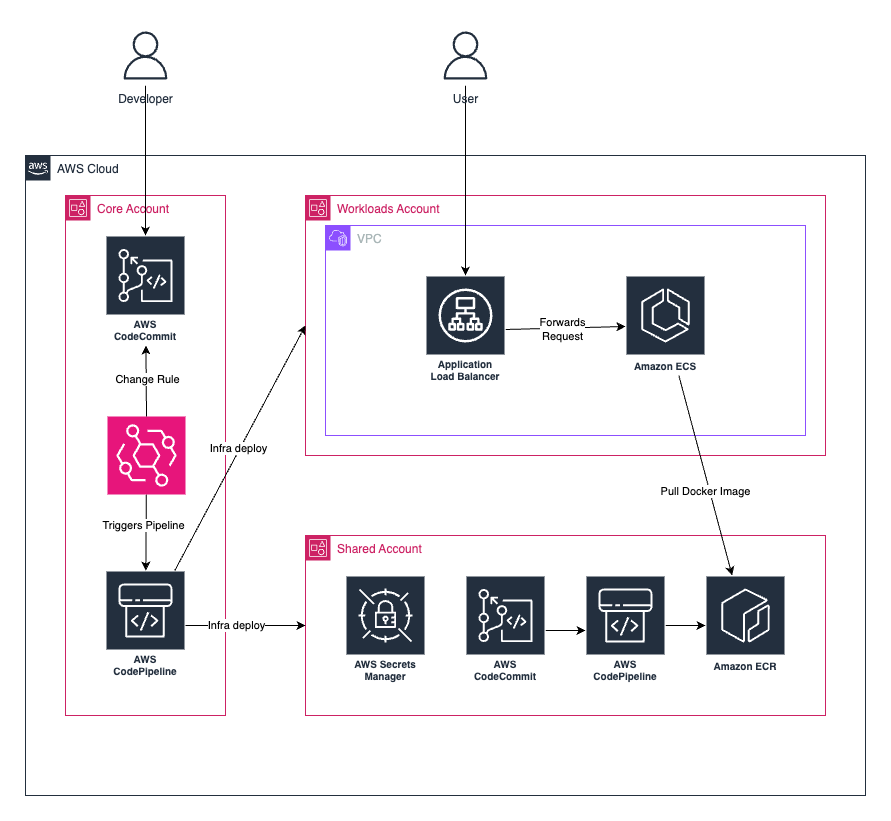 Developer
User
aws
AWS Cloud
Core Account
Workloads Account
VPC
AWS
CodeCommit
Change Rule
Triggers Pipeline
AWS
CodePipeline
Infra deploy
Infra deploy
Application
Load Balancer
Forwards
Request
Amazon ECS
Pull Docker Image
Shared Account
AWS Secrets
Manager
AWS
CodeCommit
AWS
CodePipeline
Amazon ECR